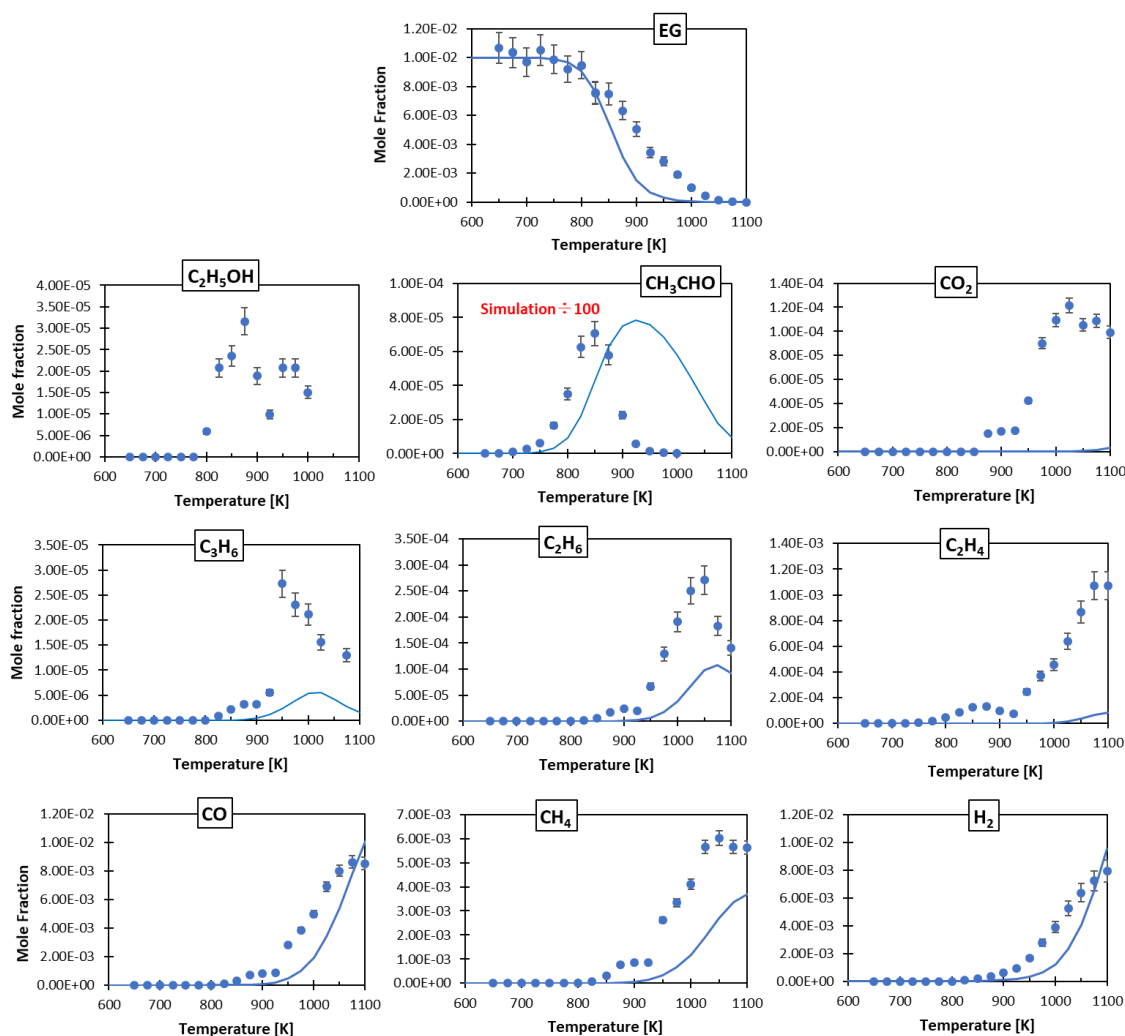 EG
Mole Fraction
1.20E-02
1.00E-02
8.00E-03
6.00E-03
4.00E-03
2.00E-03
0.00E+00
600 700 800 900 1000 1100
Temperature [K]
C₂H₅OH
Mole fraction
4.00E-05
3.50E-05
3.00E-05
2.50E-05
2.00E-05
1.50E-05
1.00E-05
5.00E-06
0.00E+00
600 700 800 900 1000 1100
Temperature [K]
CH₃CHO
Simulation÷100
1.00E-04
8.00E-05
6.00E-05
4.00E-05
2.00E-05
0.00E+00
600 700 800 900 1000 1100
Temperature [K]
CO₂
1.40E-04
1.20E-04
1.00E-04
8.00E-05
6.00E-05
4.00E-05
2.00E-05
0.00E+00
600 700 800 900 1000 1100
Tempreture [K]
C₃H₆
Mole fraction
3.50E-05
3.00E-05
2.50E-05
2.00E-05
1.50E-05
1.00E-05
5.00E-06
0.00E+00
600 700 800 900 1000 1100
Temperature [K]
C₂H₆
3.50E-04
3.00E-04
2.50E-04
2.00E-04
1.50E-04
1.00E-04
5.00E-05
0.00E+00
600 700 800 900 1000 1100
Temperature [K]
C₂H₄
1.40E-03
1.20E-03
1.00E-03
8.00E-04
6.00E-04
4.00E-04
2.00E-04
0.00E+00
600 700 800 900 1000 1100
Temperature [K]
CO
Mole Fraction
1.20E-02
1.00E-02
8.00E-03
6.00E-03
4.00E-03
2.00E-03
0.00E+00
600 700 800 900 1000 1100
Temperature [K]
CH₄
7.00E-03
6.00E-03
5.00E-03
4.00E-03
3.00E-03
2.00E-03
1.00E-03
0.00E+00
600 700 800 900 1000 1100
Temperature [K]
H₂
1.20E-02
1.00E-02
8.00E-03
6.00E-03
4.00E-03
2.00E-03
0.00E+00
600 700 800 900 1000 1100
Temperature [K]